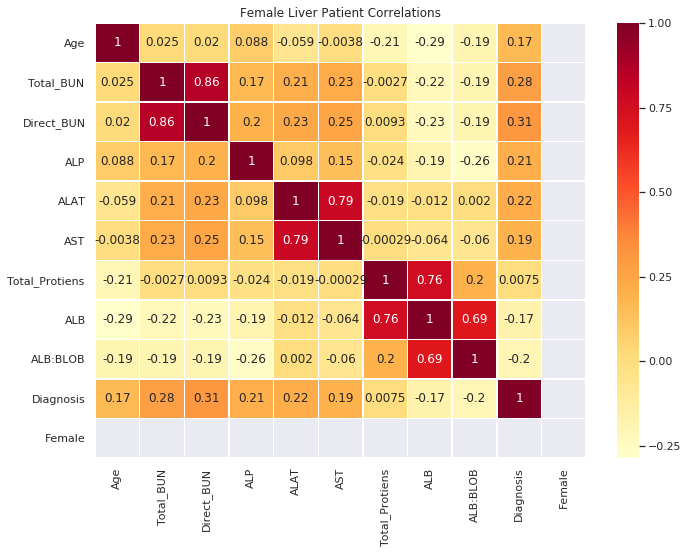 Female Liver Patient Correlations
Age 1 0.025 0.02 0.088 -0.059 -0.0038 -0.21 -0.29 -0.19 0.17
Total_BUN 0.025 1 0.86 0.17 0.21 0.23 -0.0027 -0.22 -0.19 0.28
Direct_BUN 0.02 0.86 1 0.2 0.23 0.25 0.0093 -0.23 -0.19 0.31
ALP 0.088 0.17 0.2 1 0.098 0.15 -0.024 -0.19 -0.26 0.21
ALAT -0.059 0.21 0.23 0.098 1 0.79 -0.019 -0.012 0.002 0.22
AST -0.0038 0.23 0.25 0.15 0.79 1 -0.00029 -0.064 -0.06 0.19
Total_Protiens -0.21 -0.0027 0.0093 -0.024 -0.019 -0.00029 1 0.76 0.2 0.0075
ALB -0.29 -0.22 -0.23 -0.19 -0.012 -0.064 0.76 1 0.69 -0.17
ALB:BLOB -0.19 -0.19 -0.19 -0.26 0.002 -0.06 0.2 0.69 1 -0.2
Diagnosis 0.17 0.28 0.31 0.21 0.22 0.19 0.0075 -0.17 -0.2 1
Female
Age Total_BUN Direct_BUN ALP ALAT AST Total_Protiens ALB ALB:BLOB Diagnosis Female
1.00
0.75
0.50
0.25
0.00
-0.25